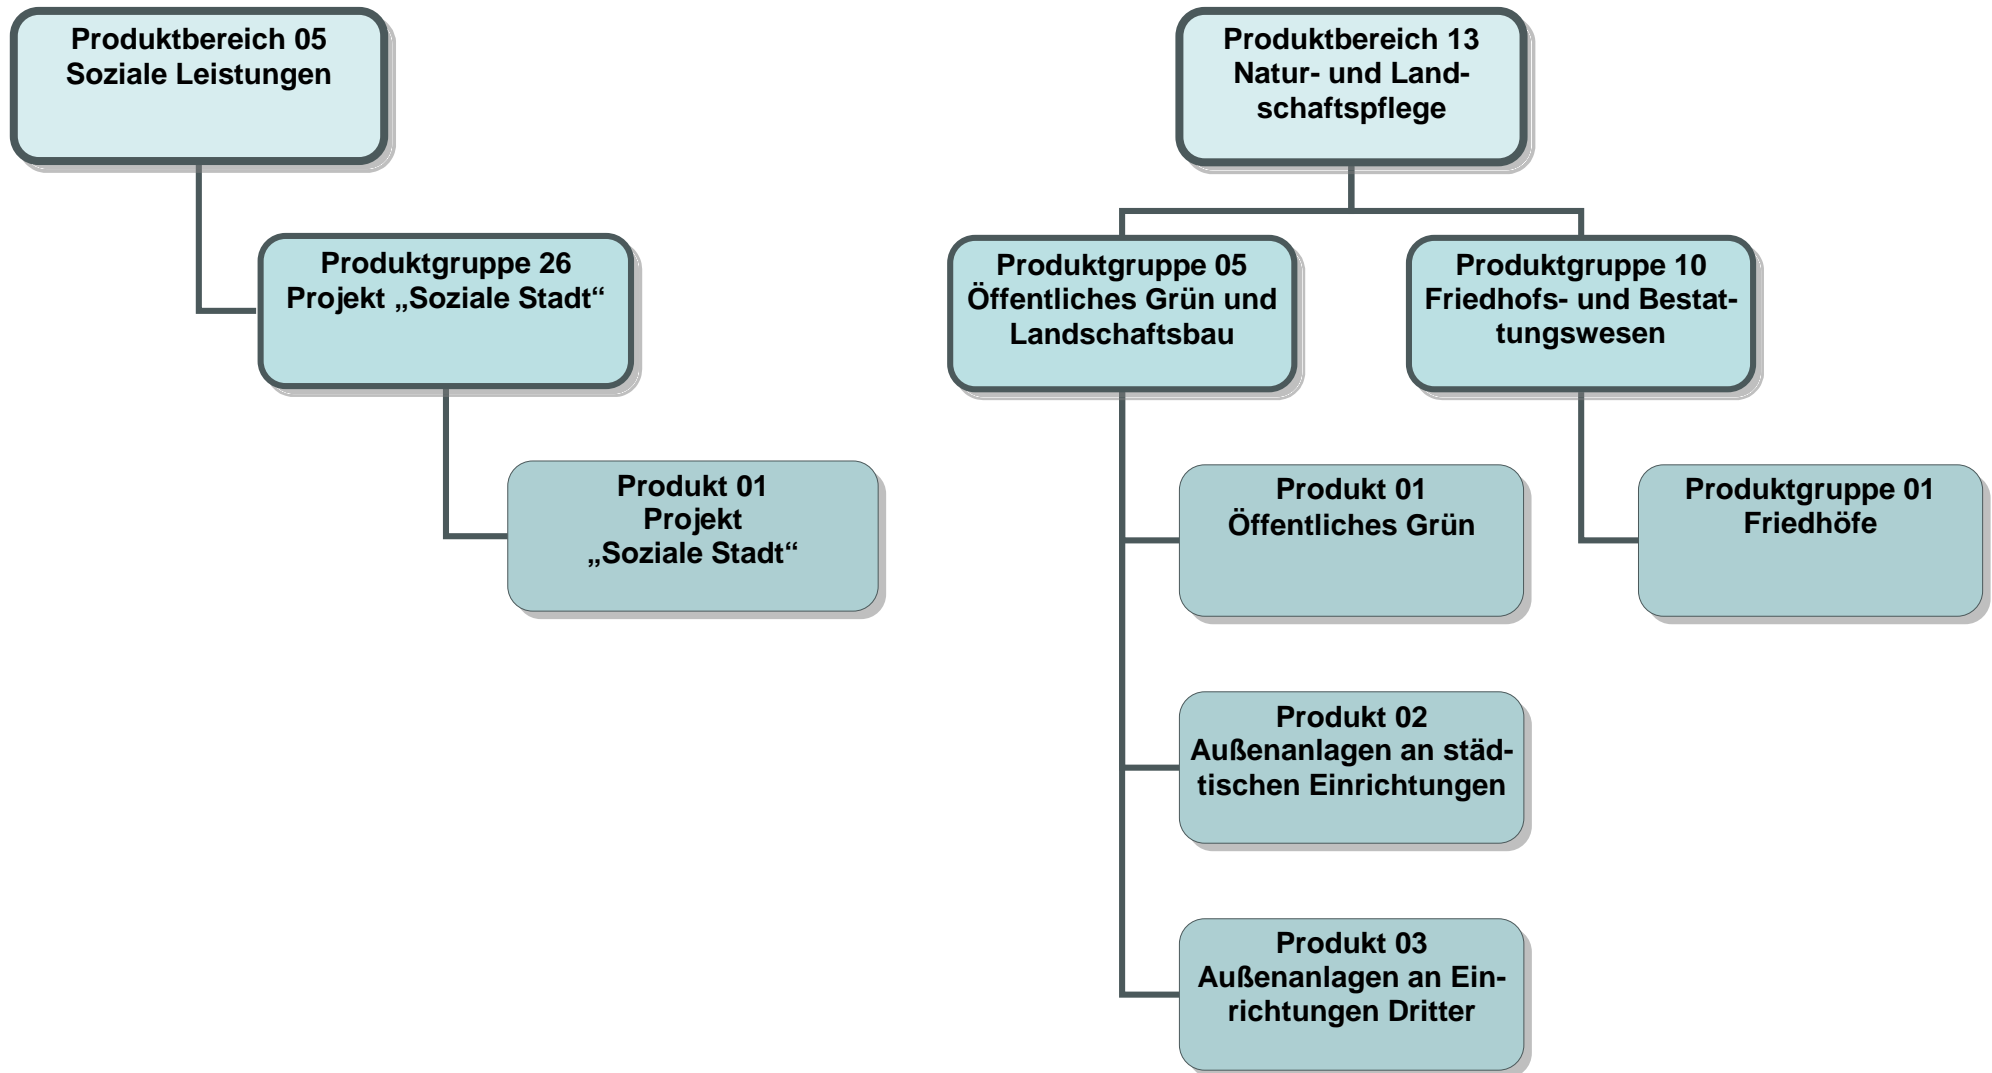 Produktbereich 05
Soziale Leistungen
Produktgruppe 26
Projekt „Soziale Stadt“
Produkt 01
Projekt
„Soziale Stadt“
Produktbereich 13
Natur- und Land-
schaftspflege
Produktgruppe 05
Öffentliches Grün und
Landschaftsbau
Produkt 01
Öffentliches Grün
Produkt 02
Außenanlagen an städ-
tischen Einrichtungen
Produkt 03
Außenanlagen an Ein-
richtungen Dritter
Produktgruppe 10
Friedhofs- und Bestat-
tungswesen
Produktgruppe 01
Friedhöfe